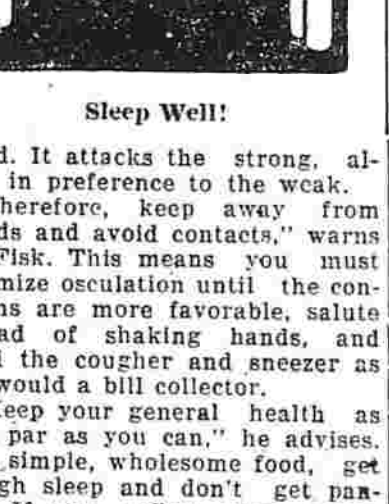 Sleep Well!
d. It attacks the strong, al-
in preference to the weak.
herefore, keep away from
ds and avoid contacts," warns
Fisk. This means you must
mize osculation until the con-
ns are more favorable, salute
ad of shaking hands, and
the cougher and sneezer as
would a bill collector.
eep your general health as
par as you can," he advises.
simple, wholesome food, get
gh sleep and don't get pan-